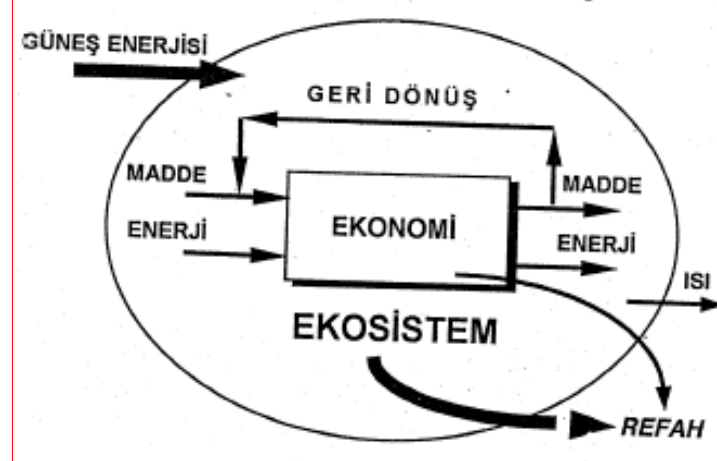 GÜNEŞ ENERJİSİ
GERİ DÖNÜŞ
MADDE
MADDE
ENERJİ
EKONOMİ
ENERJİ
ISI
EKOSİSTEM
REFAH